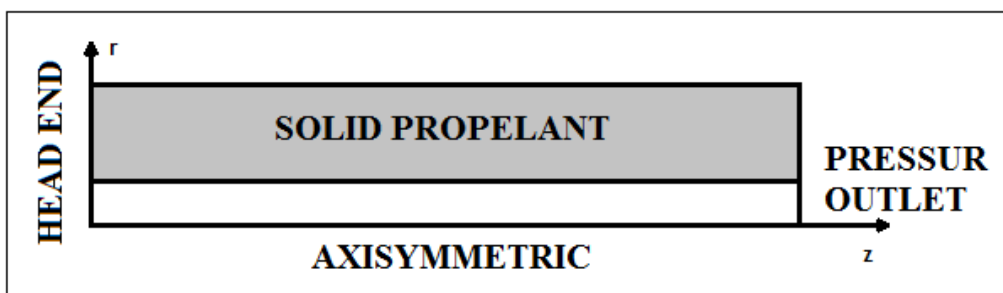 r
HEAD END
SOLID PROPELANT
PRESSUR
OUTLET
AXISYMMETRIC
z